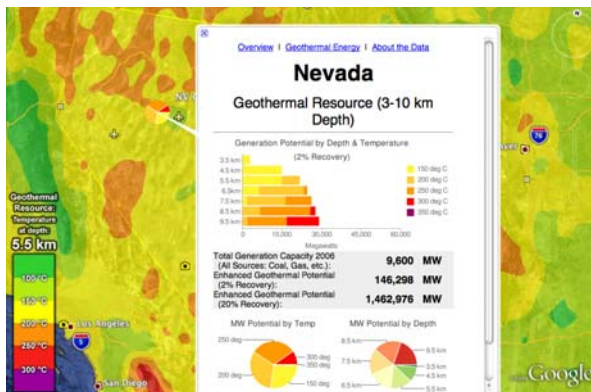 Overview | Geothermal Energy | About the Data
Nevada
Geothermal Resource (3-10 km
Depth)
Generation Potential by Depth & Temperature
(2% Recovery)
3.5 km
4.5 km
5.5 km
6.5km
7.5 km
8.5 km
9.5 km
0
10,000
20,000
30,000
40,000
60,000
Megawatts
150 deg C
200 deg C
250 deg C
300 deg C
350 deg C
Total Generation Capacity 2006
(All Sources: Coal, Gas, etc.):
9,600 MW
Enhanced Geothermal Potential
(2% Recovery):
146,298 MW
Enhanced Geothermal Potential
(20% Recovery):
1,462,976 MW
MW Potential by Temp
250 deg
300 deg
350 deg
200 deg
150 deg
MW Potential by Depth
8.5 km
9.5 km
7.5 km
3.5 km
4.5 km
6.5 km
5.5 km
Geothermal
Resource:
Temperature
at depth:
5.5 km
100 °C
150 °C
200 °C
250 °C
300 °C
Los Angeles
5
San Diego
76
Google